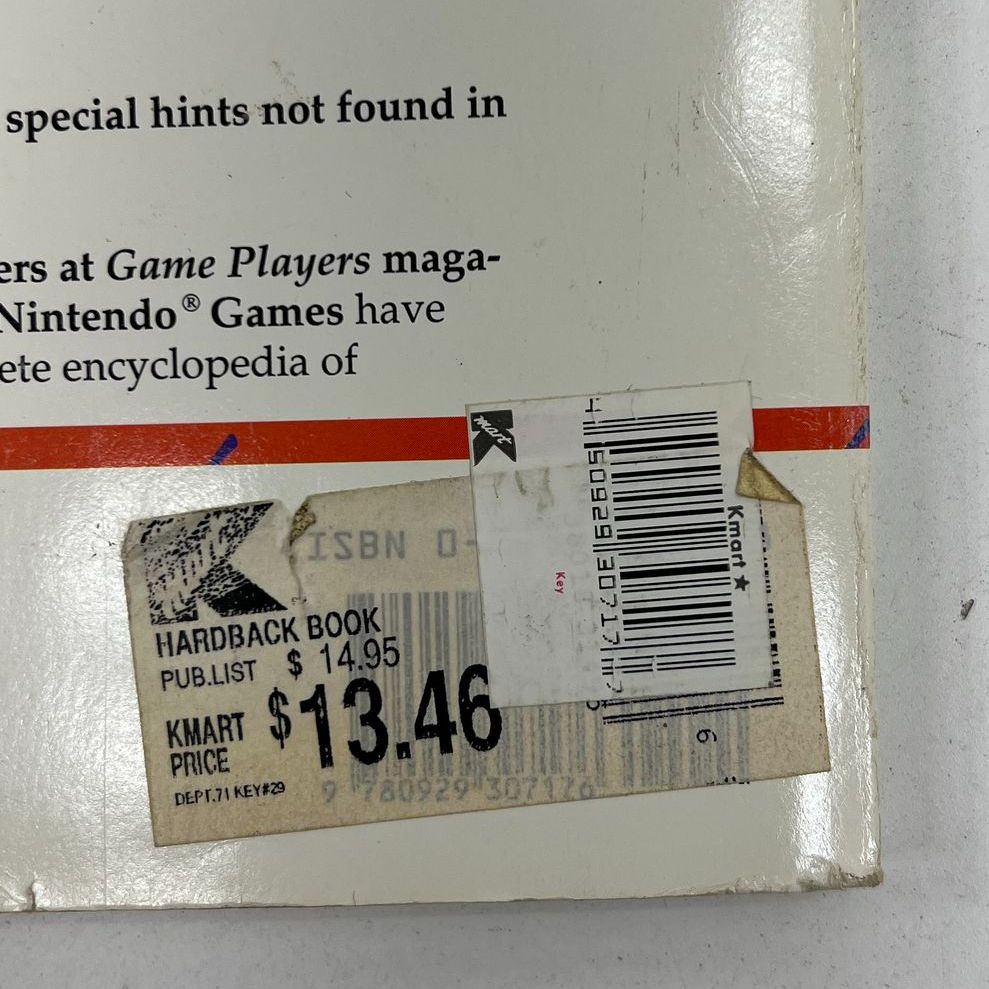 special hints not found in
ers at Game Players maga-
Nintendo® Games have
ete encyclopedia of
mart
Kmart
Key
ISBN 0-
HARDBACK BOOK
PUB.LIST $ 14.95
KMART PRICE $13.46
DEPT.71 KEY#29
9 780929 307176